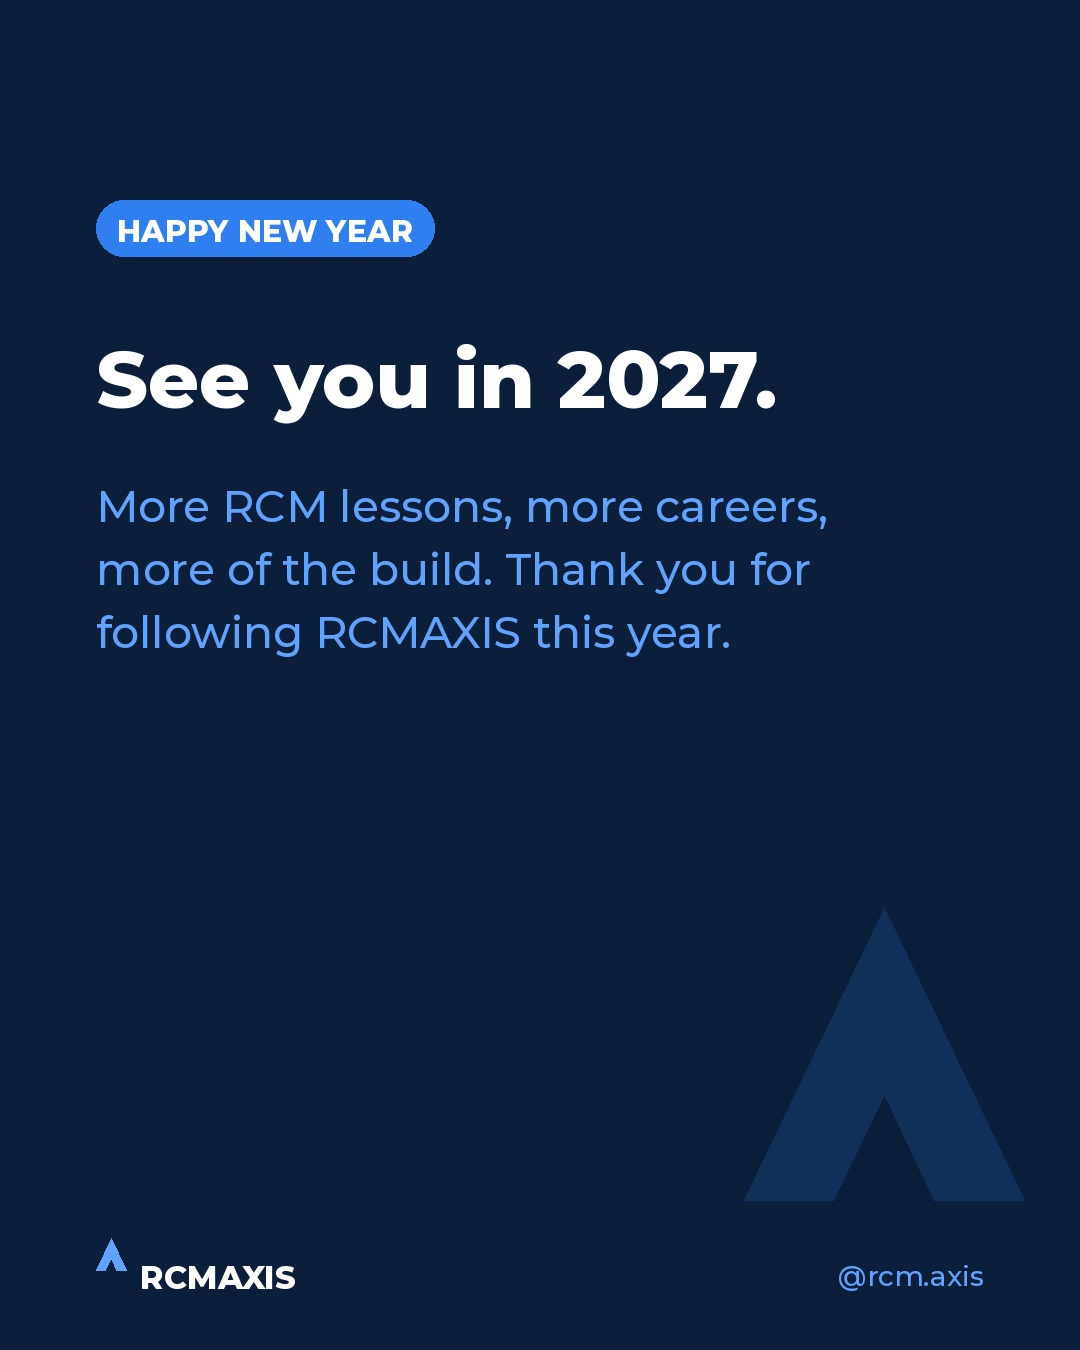 HAPPY NEW YEAR
See you in 2027.
More RCM lessons, more careers,
more of the build. Thank you for
following RCMAXIS this year.
RCMAXIS
@rcm.axis